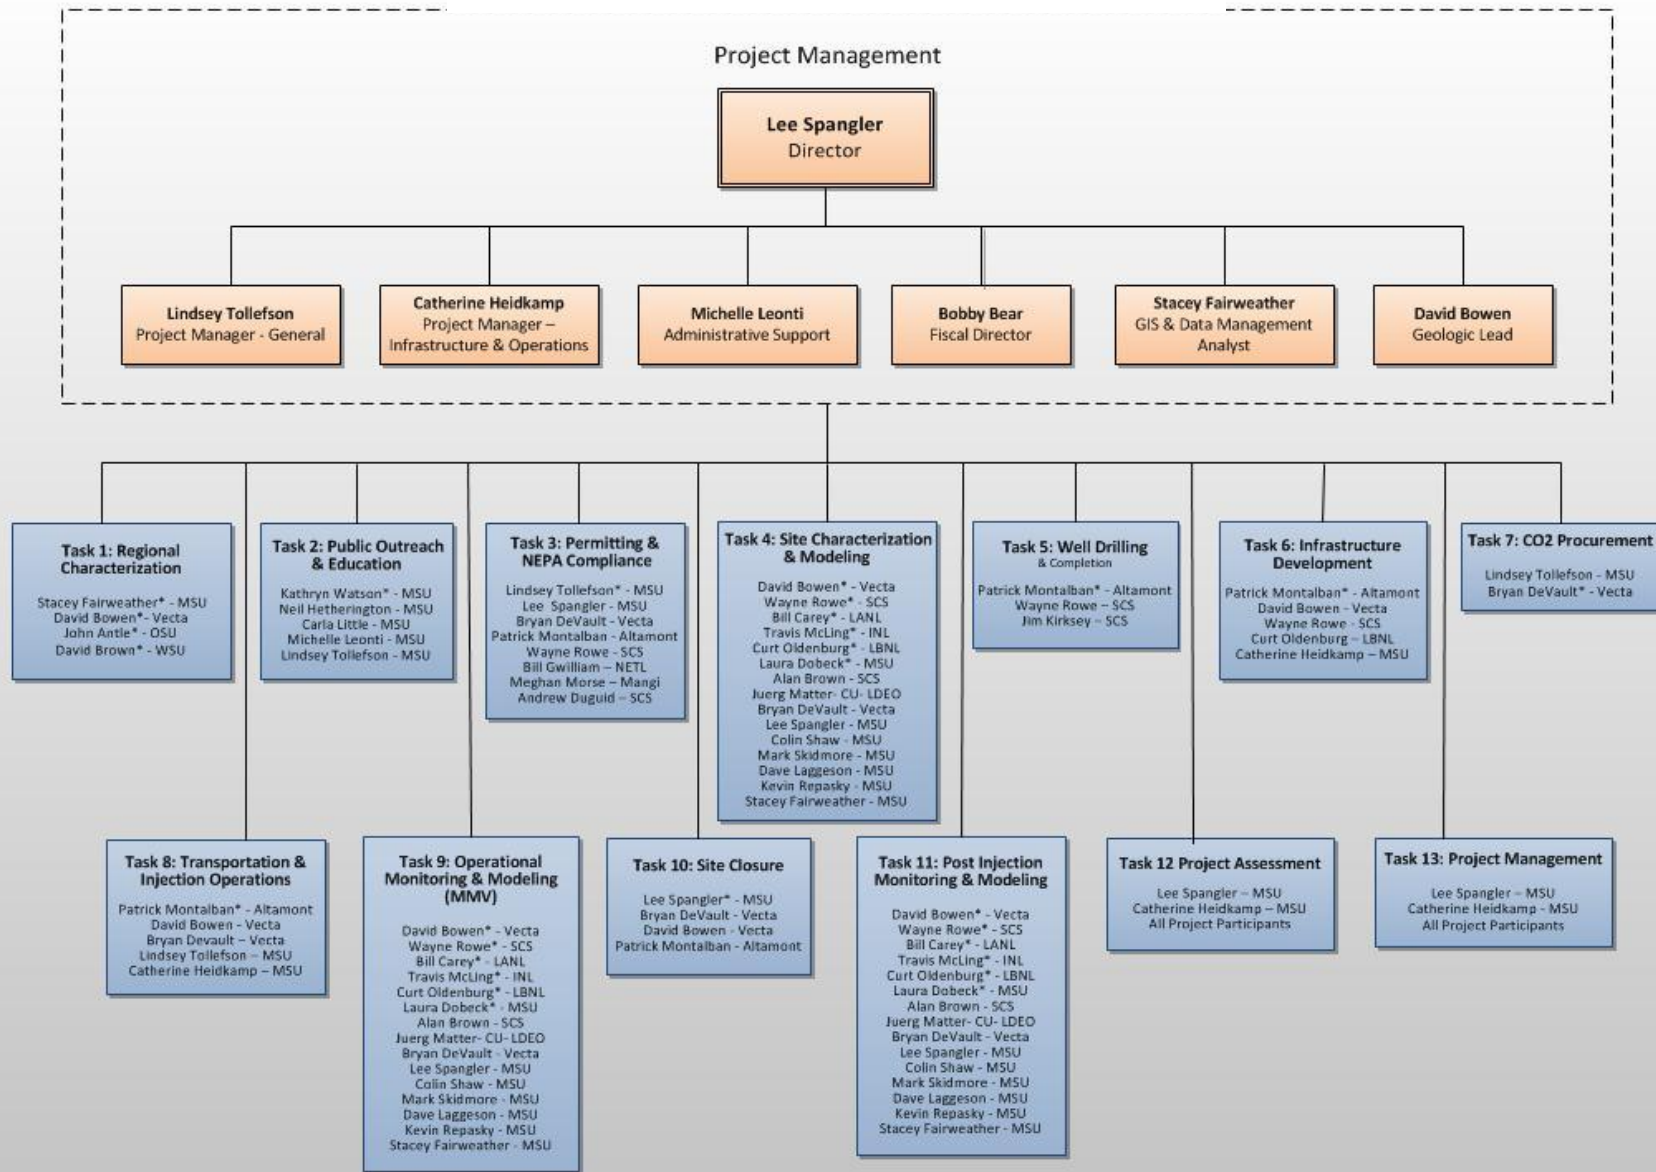 Project Management
Lee Spangler
Director
Lindsey Tollefson
Project Manager - General
Catherine Heidkamp
Project Manager –
Infrastructure & Operations
Michelle Leonti
Administrative Support
Bobby Bear
Fiscal Director
Stacey Fairweather
GIS & Data Management
Analyst
David Bowen
Geologic Lead
Task 1: Regional
Characterization
Stacey Fairweather* - MSU
David Bowen*- Vecta
John Antle* - OSU
David Brown* - WSU
Task 2: Public Outreach
& Education
Kathryn Watson* - MSU
Neil Hetherington - MSU
Carla Little - MSU
Michelle Leonti - MSU
Lindsey Tollefson - MSU
Task 3: Permitting &
NEPA Compliance
Lindsey Tollefson* - MSU
Lee Spangler - MSU
Bryan DeVault - Vecta
Patrick Montalban - Altamont
Wayne Rowe - SCS
Bill Gwilliam – NETL
Meghan Morse – Mangi
Andrew Duguid – SCS
Task 4: Site Characterization
& Modeling
David Bowen* - Vecta
Wayne Rowe* - SCS
Bill Carey* - LANL
Travis McLing* - INL
Curt Oldenburg* - LBNL
Laura Dobeck* - MSU
Alan Brown - SCS
Juerg Matter- CU- LDEO
Bryan DeVault - Vecta
Lee Spangler - MSU
Colin Shaw - MSU
Mark Skidmore - MSU
Dave Laggeson - MSU
Kevin Repasky - MSU
Stacey Fairweather - MSU
Task 5: Well Drilling
& Completion
Patrick Montalban* - Altamont
Wayne Rowe – SCS
Jim Kirksey – SCS
Task 6: Infrastructure
Development
Patrick Montalban* - Altamont
David Bowen - Vecta
Wayne Rowe - SCS
Curt Oldenburg – LBNL
Catherine Heidkamp – MSU
Task 7: CO2 Procurement
Lindsey Tollefson - MSU
Bryan DeVault* - Vecta
Task 8: Transportation &
Injection Operations
Patrick Montalban* - Altamont
David Bowen - Vecta
Bryan Devault – Vecta
Lindsey Tollefson – MSU
Catherine Heidkamp – MSU
Task 9: Operational
Monitoring & Modeling
(MMV)
David Bowen* - Vecta
Wayne Rowe* - SCS
Bill Carey* - LANL
Travis McLing* - INL
Curt Oldenburg* - LBNL
Laura Dobeck* - MSU
Alan Brown - SCS
Juerg Matter- CU- LDEO
Bryan DeVault - Vecta
Lee Spangler - MSU
Colin Shaw - MSU
Mark Skidmore - MSU
Dave Laggeson - MSU
Kevin Repasky - MSU
Stacey Fairweather - MSU
Task 10: Site Closure
Lee Spangler* - MSU
Bryan DeVault - Vecta
David Bowen - Vecta
Patrick Montalban - Altamont
Task 11: Post Injection
Monitoring & Modeling
David Bowen* - Vecta
Wayne Rowe* - SCS
Bill Carey* - LANL
Travis McLing* - INL
Curt Oldenburg* - LBNL
Laura Dobeck* - MSU
Alan Brown - SCS
Juerg Matter- CU- LDEO
Bryan DeVault - Vecta
Lee Spangler - MSU
Colin Shaw - MSU
Mark Skidmore - MSU
Dave Laggeson - MSU
Kevin Repasky - MSU
Stacey Fairweather - MSU
Task 12 Project Assessment
Lee Spangler – MSU
Catherine Heidkamp – MSU
All Project Participants
Task 13: Project Management
Lee Spangler – MSU
Catherine Heidkamp - MSU
All Project Participants